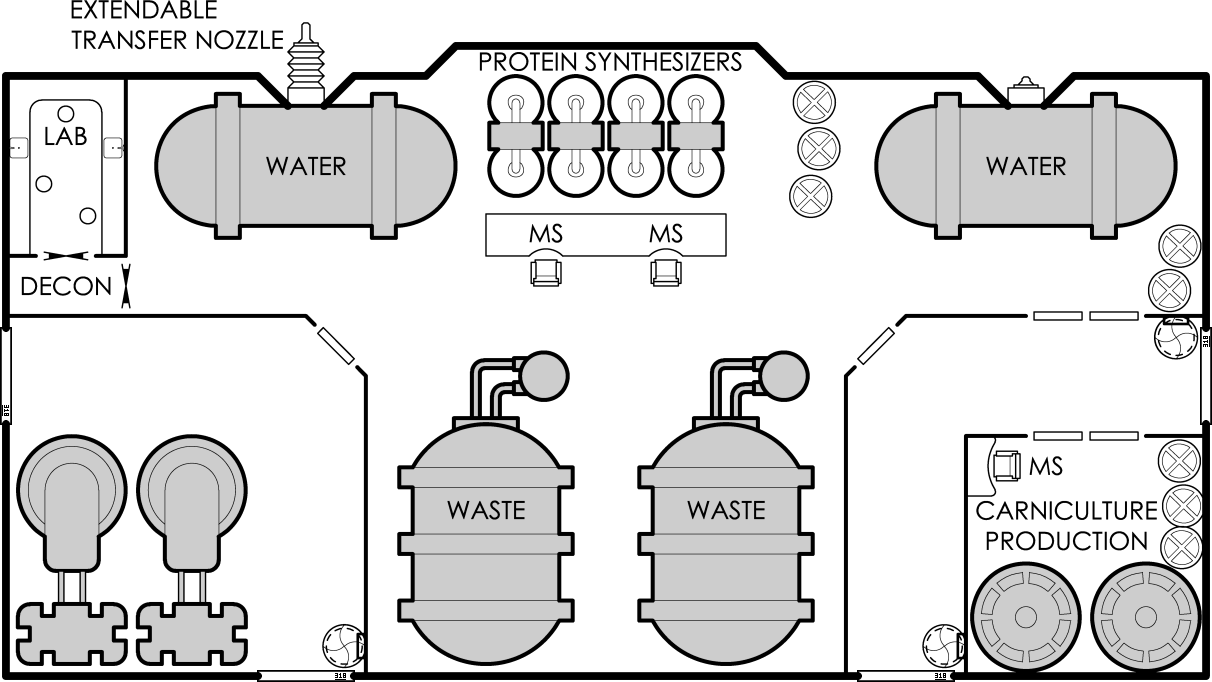 EXTENDABLE
TRANSFER NOZZLE
PROTEIN SYNTHESIZERS
LAB
WATER
WATER
MS
MS
DECON
WASTE
WASTE
MS
CARNICULTURE
PRODUCTION